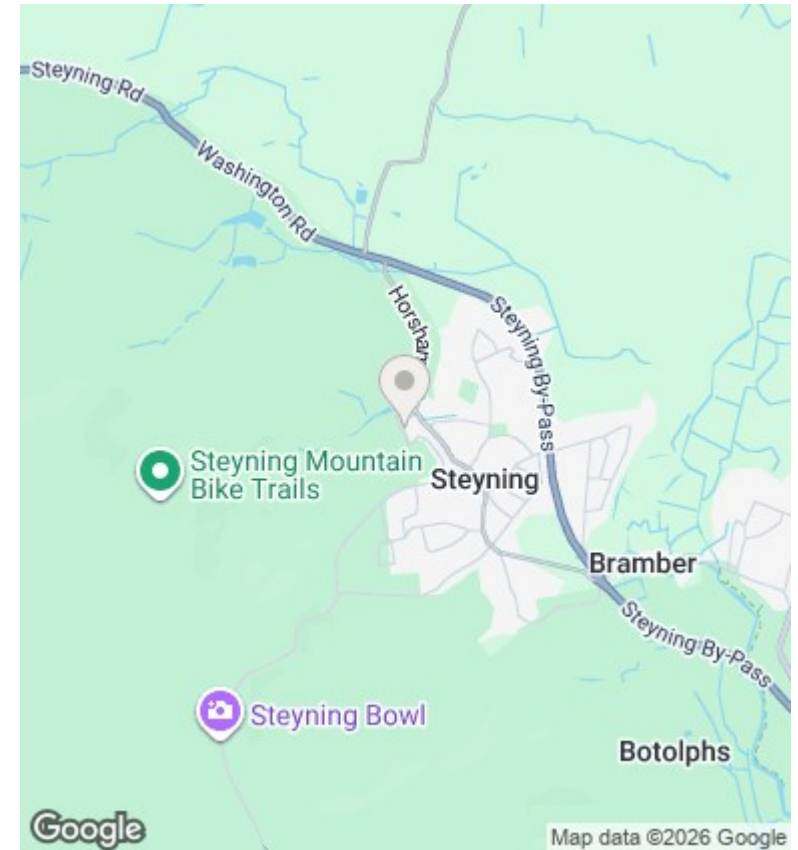 Steyning Rd
Washington Rd
Horsham
Steyning By-Pass
Steyning Mountain
Bike Trails
Steyning
Bramber
Steyning By-Pass
Steyning Bowl
Botolphs
Google
Map data ©2026 Google